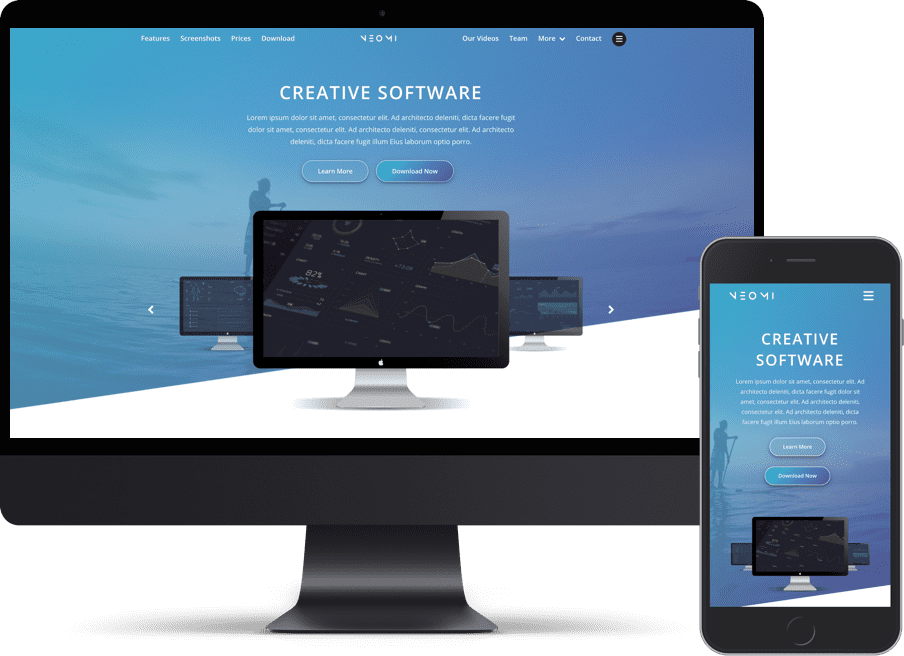 Features Screenshots Prices Download NEOMI Our Videos Team More Contact
CREATIVE SOFTWARE
Lorem ipsum dolor sit amet, consectetur elit. Ad architecto deleniti, dicta facere fugit
dolor sit amet, consectetur elit. Ad architecto deleniti, consectetur elit. Ad architecto
deleniti, dicta facere fugit illum Eius laborum optio porro.
Learn More Download Now
82%
NEOMI
CREATIVE
SOFTWARE
Lorem ipsum dolor sit amet, consectetur elit. Ad
architecto deleniti, dicta facere fugit dolor sit
amet, consectetur elit. Ad architecto deleniti,
consectetur elit. Ad architecto deleniti, dicta
facere fugit illum Eius laborum optio porro.
Learn More
Download Now